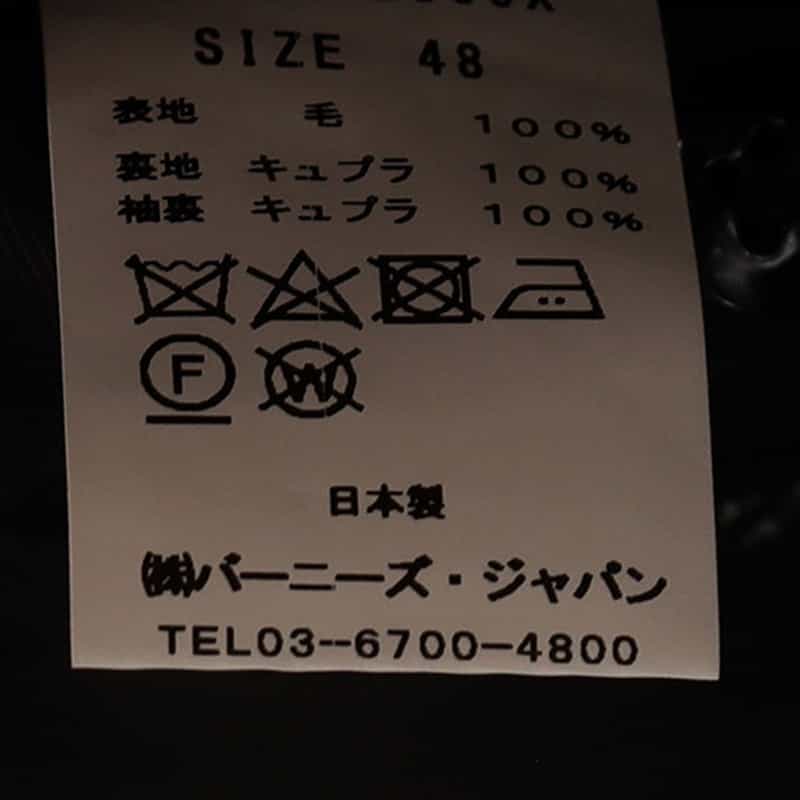 SIZE 48
表地 毛 100%
裏地 キュプラ 100%
袖裏 キュプラ 100%
F
W
日本製
㈱バーニーズ・ジャパン
TEL03--6700-4800